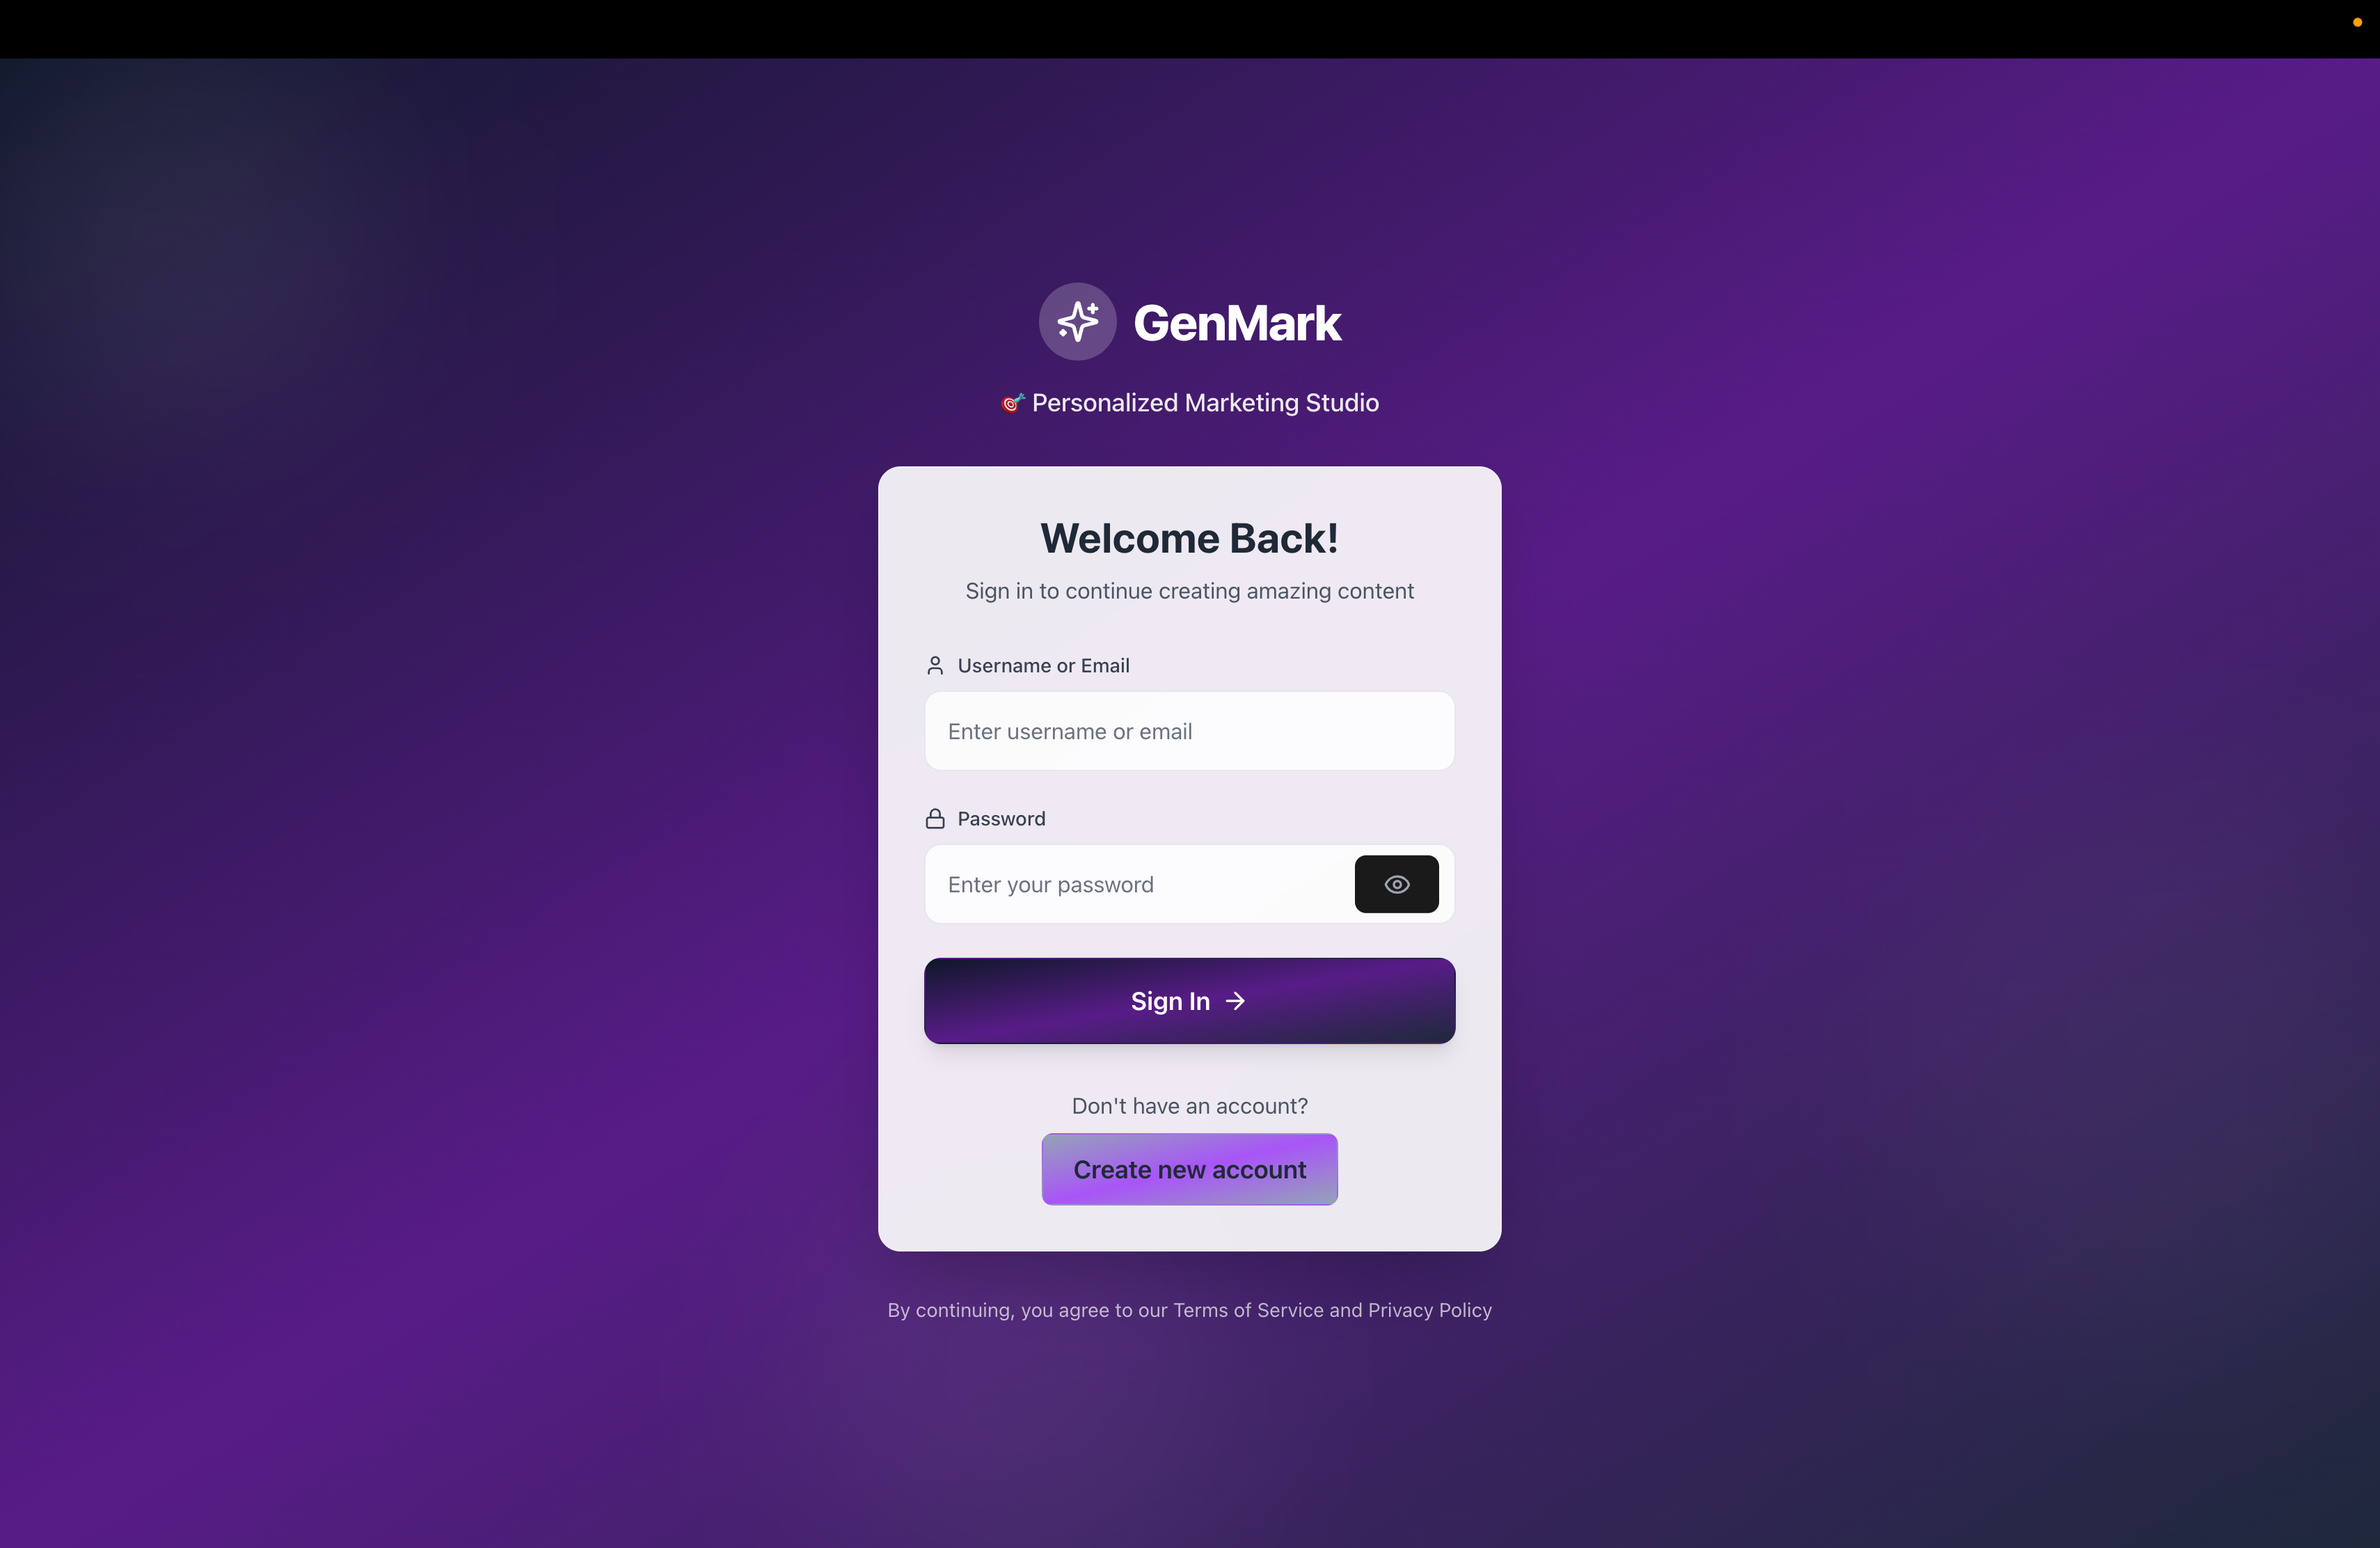 GenMark
🎯 Personalized Marketing Studio
Welcome Back!
Sign in to continue creating amazing content
Username or Email
Enter username or email
Password
Enter your password
Sign In →
Don't have an account?
Create new account
By continuing, you agree to our Terms of Service and Privacy Policy